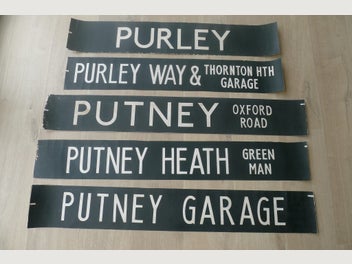 PURLEY
PURLEY WAY & THORNTON HTH
GARAGE
PUTNEY OXFORD
ROAD
PUTNEY HEATH GREEN
MAN
PUTNEY GARAGE